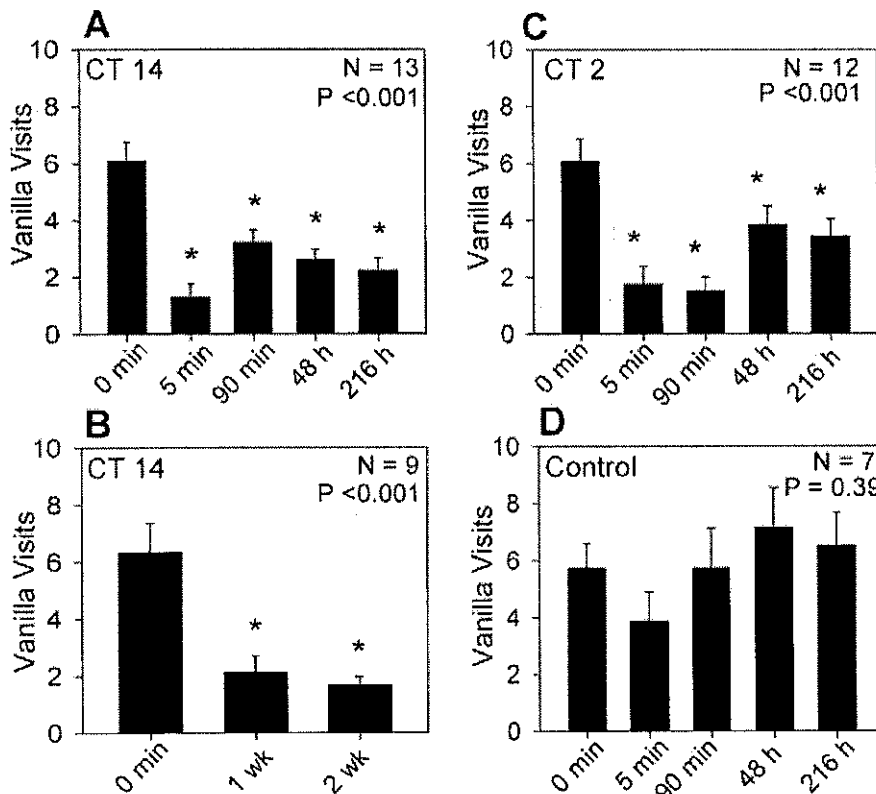 A
CT 14
N = 13
P <0.001
Vanilla Visits
10
8
6
4
2
0
0 min
5 min
90 min
48 h
216 h
C
CT 2
N = 12
P <0.001
Vanilla Visits
10
8
6
4
2
0
0 min
5 min
90 min
48 h
216 h
B
CT 14
N = 9
P <0.001
Vanilla Visits
10
8
6
4
2
0
0 min
1 wk
2 wk
D
Control
N = 7
P = 0.39
Vanilla Visits
10
8
6
4
2
0
0 min
5 min
90 min
48 h
216 h